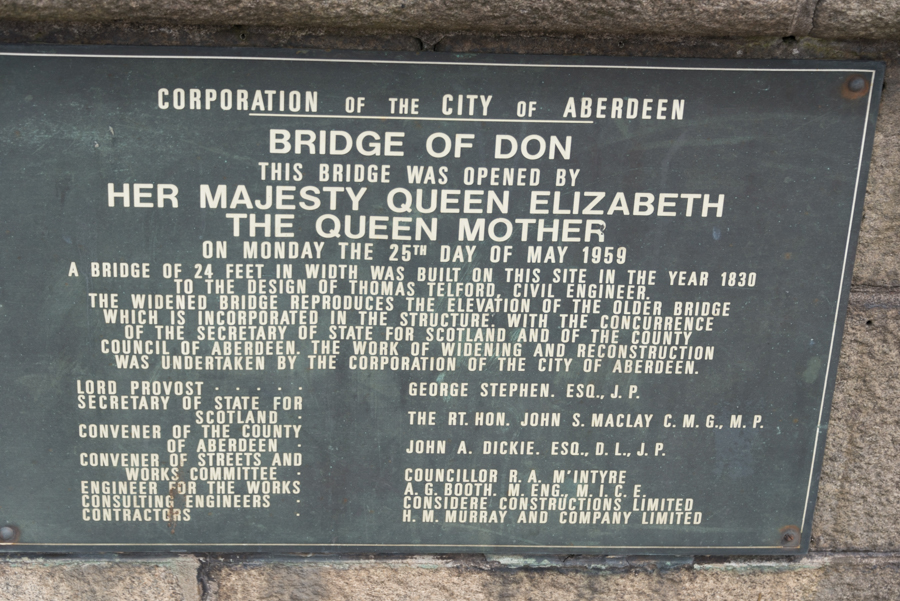 CORPORATION OF THE CITY OF ABERDEEN
BRIDGE OF DON
THIS BRIDGE WAS OPENED BY
HER MAJESTY QUEEN ELIZABETH
THE QUEEN MOTHER
ON MONDAY THE 25TH DAY OF MAY 1959
A BRIDGE OF 24 FEET IN WIDTH WAS BUILT ON THIS SITE IN THE YEAR 1830
TO THE DESIGN OF THOMAS TELFORD, CIVIL ENGINEER.
THE WIDENED BRIDGE REPRODUCES THE ELEVATION OF THE OLDER BRIDGE
WHICH IS INCORPORATED IN THE STRUCTURE, WITH THE CONCURRENCE
OF THE SECRETARY OF STATE FOR SCOTLAND AND OF THE COUNTY
COUNCIL OF ABERDEEN. THE WORK OF WIDENING AND RECONSTRUCTION
WAS UNDERTAKEN BY THE CORPORATION OF THE CITY OF ABERDEEN.
LORD PROVOST · · · · · · GEORGE STEPHEN. ESQ., J. P.
SECRETARY OF STATE FOR
SCOTLAND · THE RT. HON. JOHN S. MACLAY C. M. G., M. P.
CONVENER OF THE COUNTY
OF ABERDEEN · JOHN A. DICKIE. ESQ., D. L., J. P.
CONVENER OF STREETS AND
WORKS COMMITTEE · COUNCILLOR R. A. M'INTYRE
ENGINEER FOR THE WORKS A. G. BOOTH. M. ENG., M. I. C. E.
CONSULTING ENGINEERS · CONSIDERE CONSTRUCTIONS LIMITED
CONTRACTORS · H. M. MURRAY AND COMPANY LIMITED